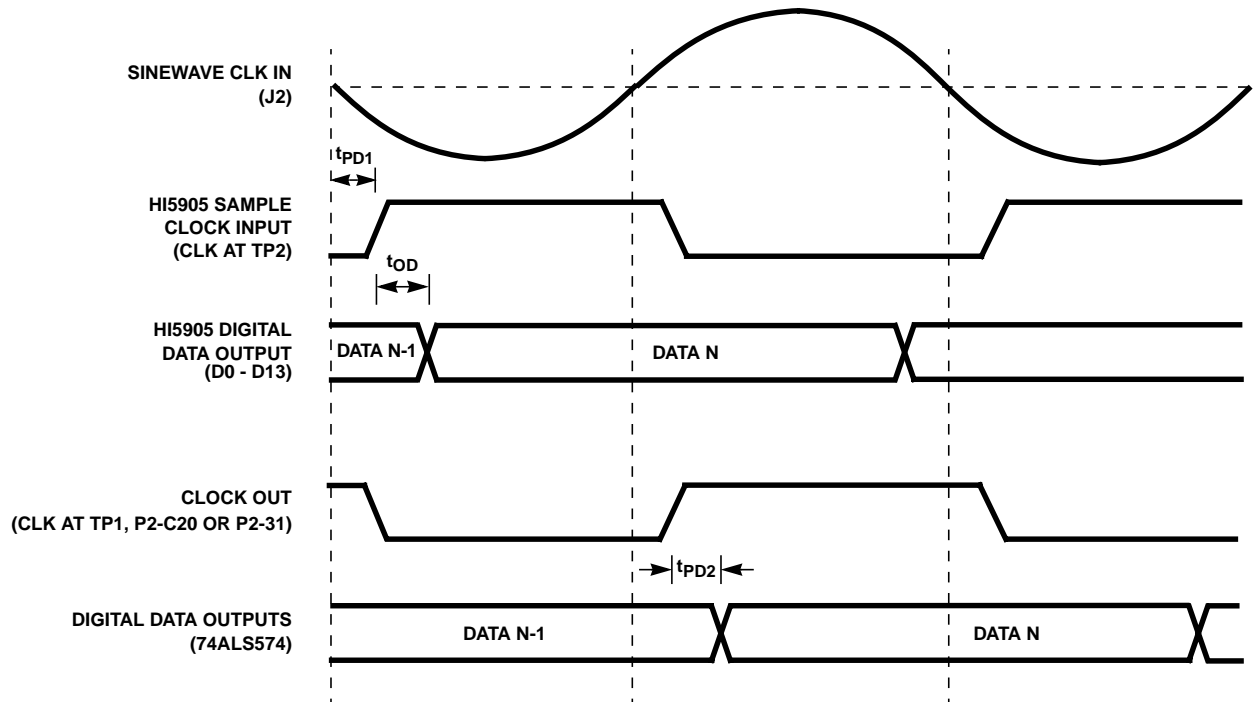 SINEWAVE CLK IN
(J2)
tPD1
HI5905 SAMPLE
CLOCK INPUT
(CLK AT TP2)
tOD
HI5905 DIGITAL
DATA OUTPUT
(D0 - D13)
DATA N-1
DATA N
CLOCK OUT
(CLK AT TP1, P2-C20 OR P2-31)
tPD2
DIGITAL DATA OUTPUTS
(74ALS574)
DATA N-1
DATA N